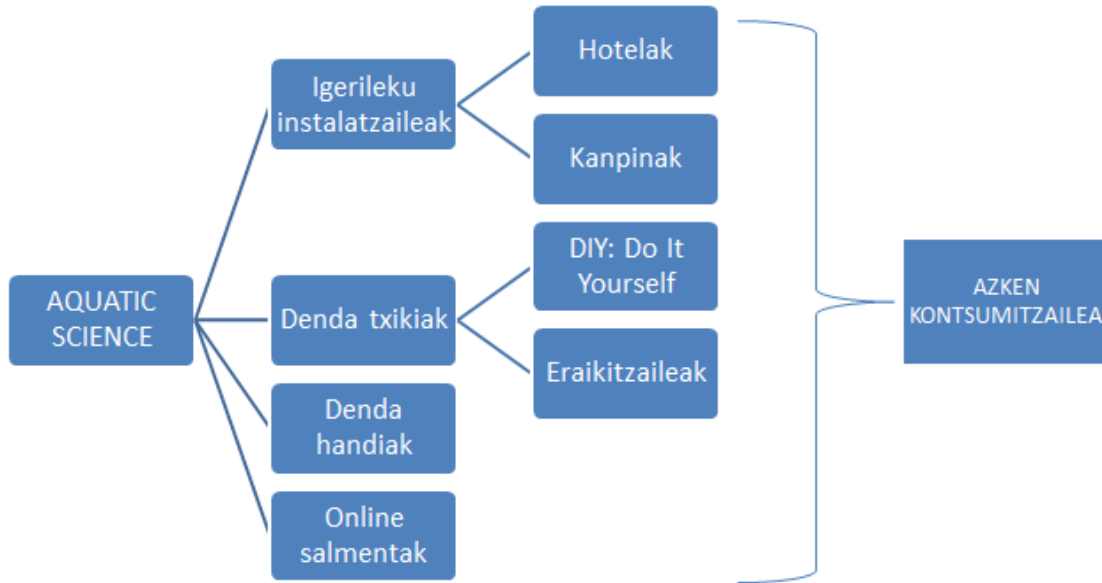 Hotelak
Igerileku
instalatzaileak
Kanpinak
DIY: Do It
Yourself
AQUATIC
SCIENCE
Denda txikiak
AZKEN
KONTSUMITZAILEA
Eraikitzaileak
Denda
handiak
Online
salmentak